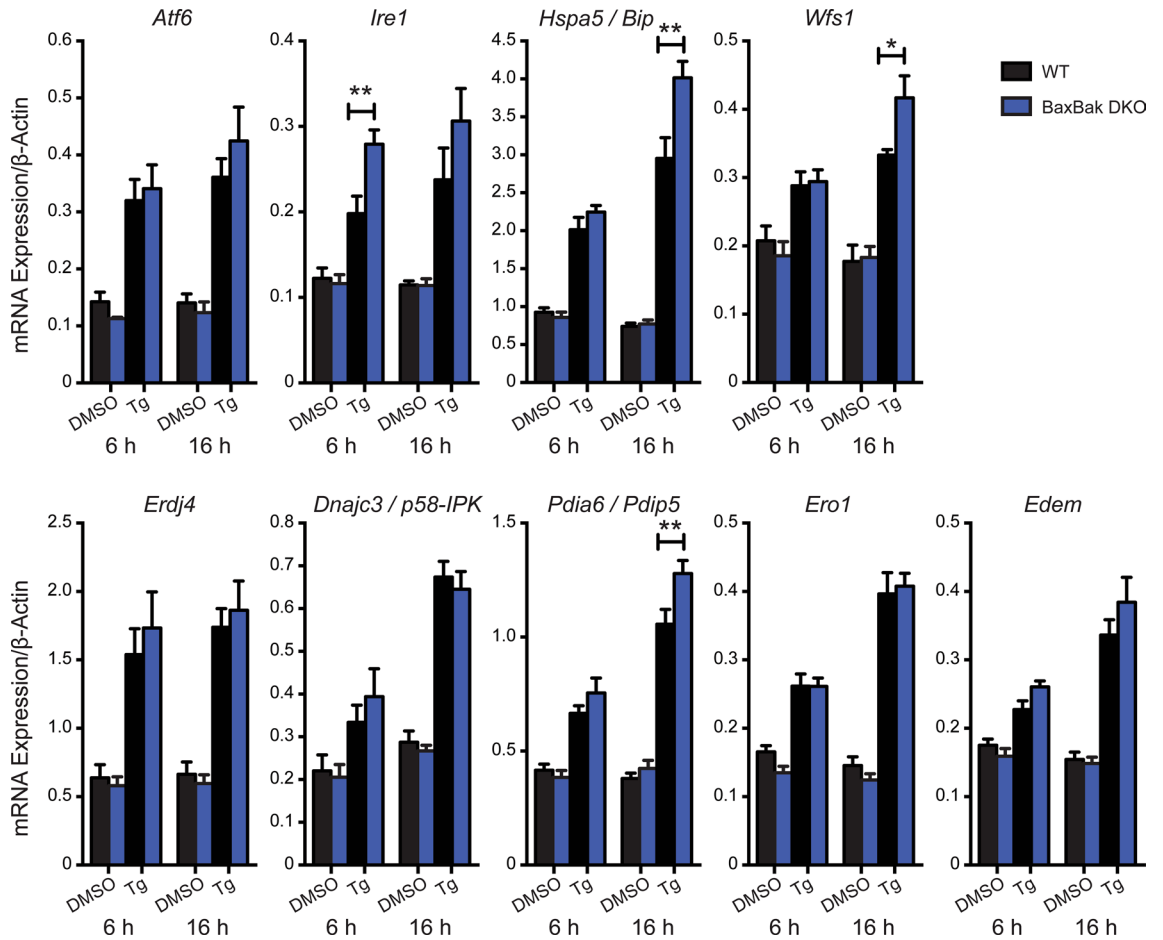 Atf6
Ire1
Hspa5 / Bip
Wfs1
mRNA Expression/β-Actin
0.6
0.5
0.4
0.3
0.2
0.1
0
DMSO Tg DMSO Tg
6 h 16 h
0.4
0.3
0.2
0.1
0
**
DMSO Tg DMSO Tg
6 h 16 h
4.5
4.0
3.5
3.0
2.5
2.0
1.5
1.0
0.5
0
**
DMSO Tg DMSO Tg
6 h 16 h
0.5
0.4
0.3
0.2
0.1
0
*
DMSO Tg DMSO Tg
6 h 16 h
WT
BaxBak DKO
Erdj4
Dnajc3 / p58-IPK
Pdia6 / Pdip5
Ero1
Edem
mRNA Expression/β-Actin
2.5
2.0
1.5
1.0
0.5
0
DMSO Tg DMSO Tg
6 h 16 h
0.8
0.7
0.6
0.5
0.4
0.3
0.2
0.1
0
DMSO Tg DMSO Tg
6 h 16 h
1.5
1.0
0.5
0
**
DMSO Tg DMSO Tg
6 h 16 h
0.5
0.4
0.3
0.2
0.1
0
DMSO Tg DMSO Tg
6 h 16 h
0.5
0.4
0.3
0.2
0.1
0
DMSO Tg DMSO Tg
6 h 16 h